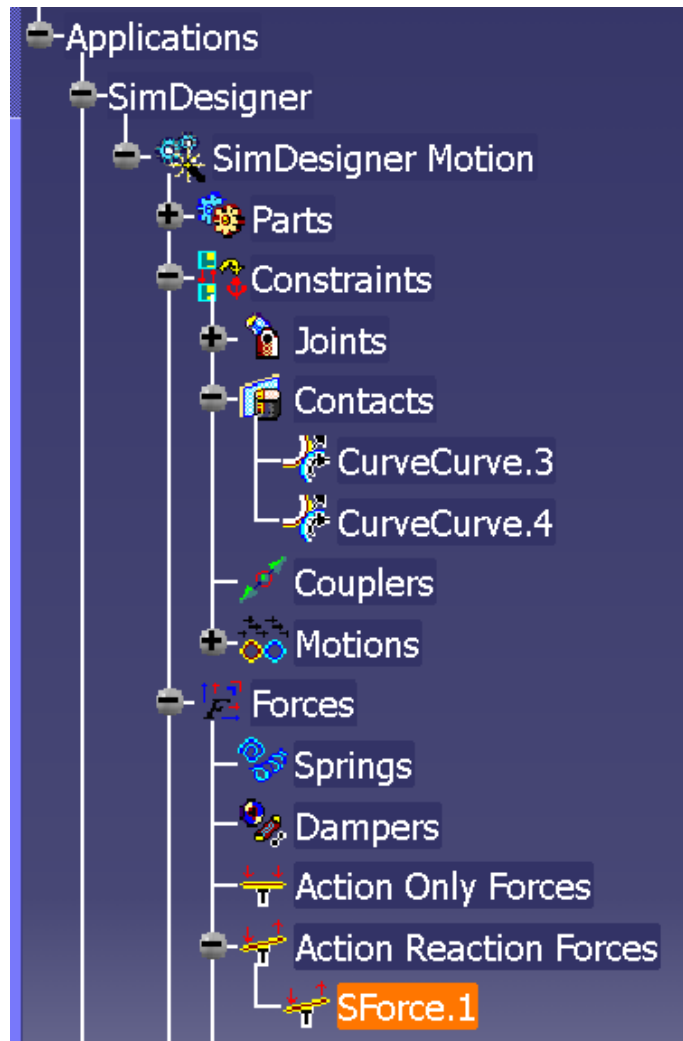 Applications
SimDesigner
SimDesigner Motion
Parts
Constraints
Joints
Contacts
CurveCurve.3
CurveCurve.4
Couplers
Motions
Forces
Springs
Dampers
Action Only Forces
Action Reaction Forces
SForce.1